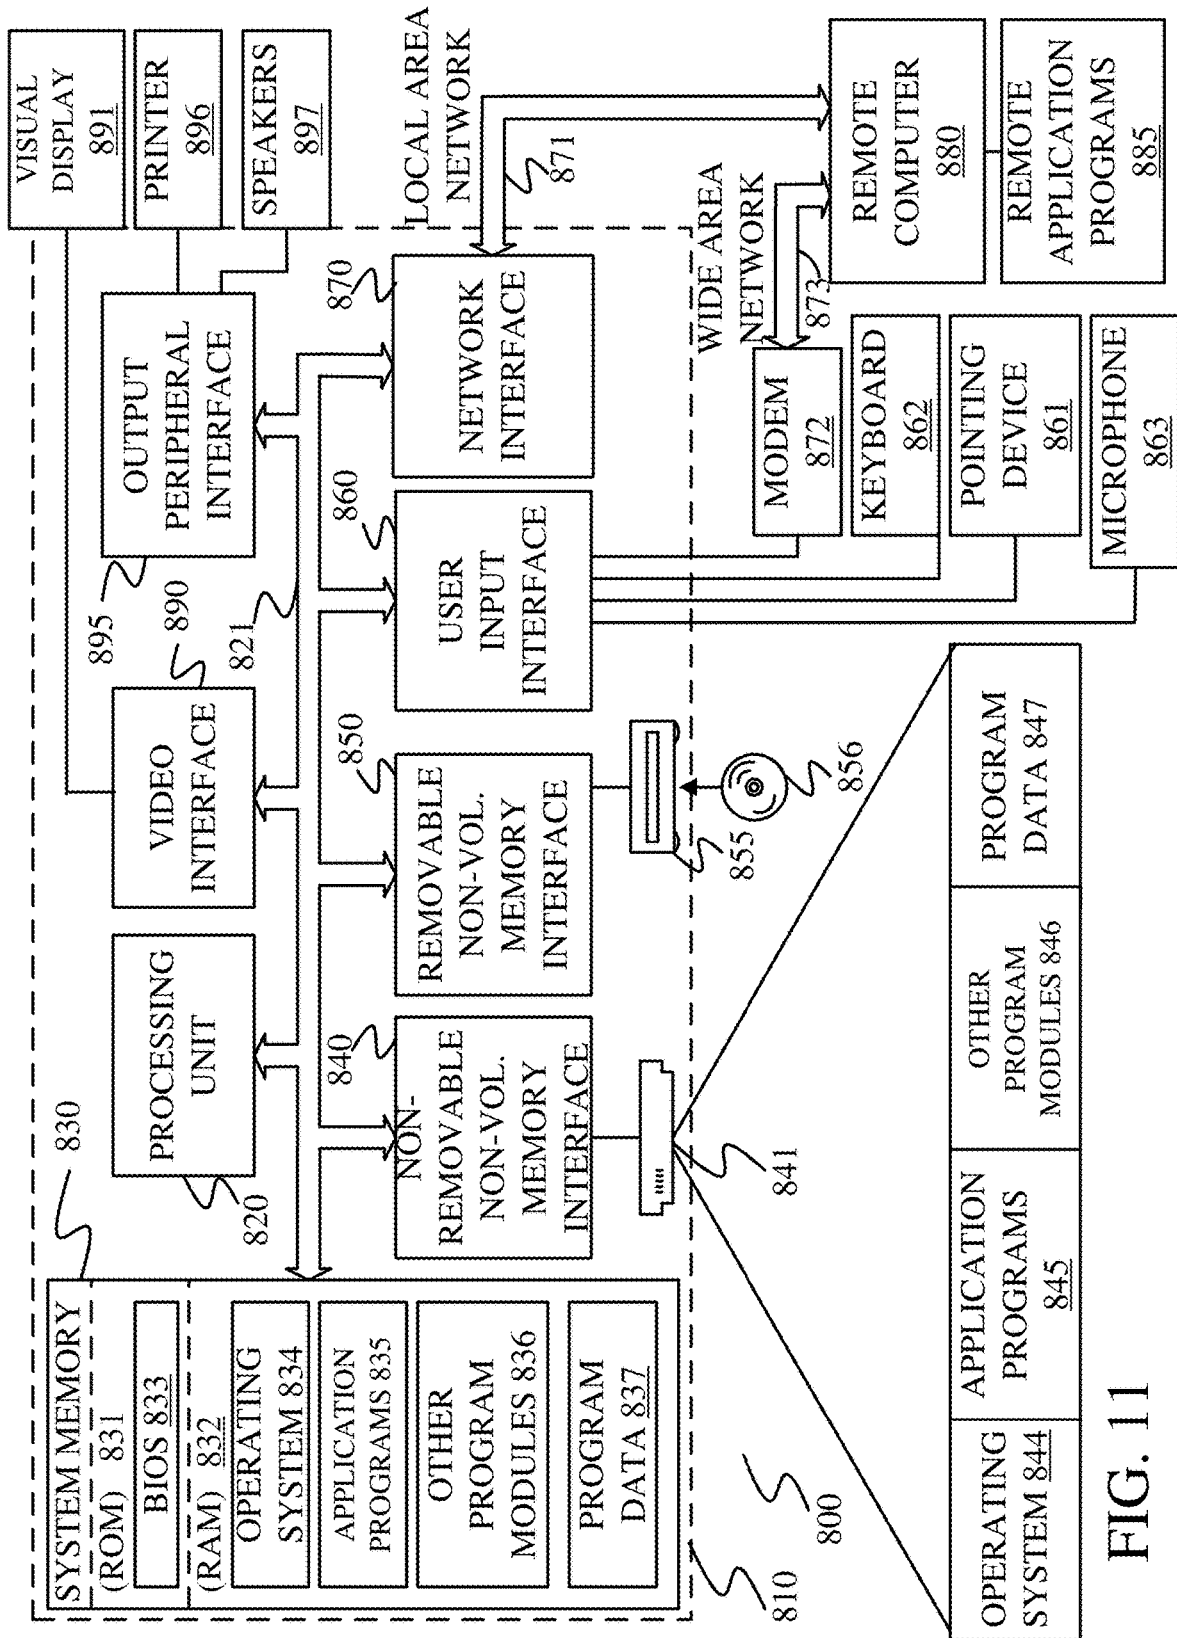 SYSTEM MEMORY
(ROM) 831
BIOS 833
(RAM) 832
OPERATING
SYSTEM 834
APPLICATION
PROGRAMS 835
OTHER
PROGRAM
MODULES 836
PROGRAM
DATA 837
830
PROCESSING
UNIT
820
VIDEO
INTERFACE
890
OUTPUT
PERIPHERAL
INTERFACE
895
821
VISUAL
DISPLAY
891
PRINTER
896
SPEAKERS
897
NON-
REMOVABLE
NON-VOL.
MEMORY
INTERFACE
840
REMOVABLE
NON-VOL.
MEMORY
INTERFACE
850
USER
INPUT
INTERFACE
860
NETWORK
INTERFACE
870
LOCAL AREA
NETWORK
871
841
855
856
WIDE AREA
NETWORK
873
MODEM
872
KEYBOARD
862
POINTING
DEVICE
861
MICROPHONE
863
REMOTE
COMPUTER
880
REMOTE
APPLICATION
PROGRAMS
885
810
800
OPERATING
SYSTEM 844
APPLICATION
PROGRAMS
845
OTHER
PROGRAM
MODULES 846
PROGRAM
DATA 847
FIG. 11